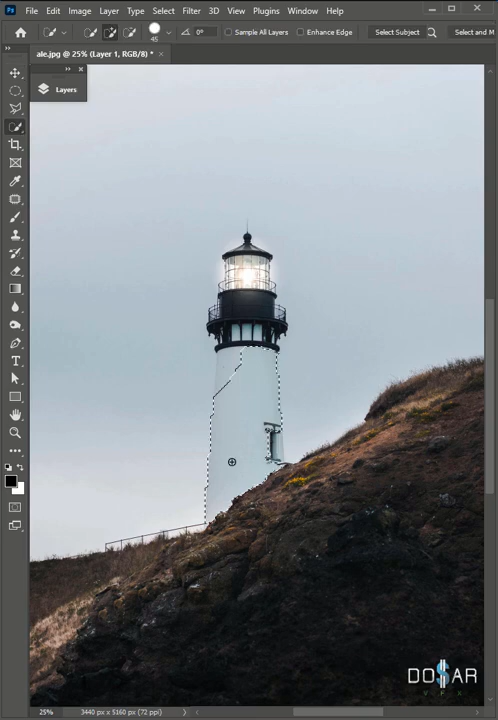 Ps File Edit Image Layer Type Select Filter 3D View Plugins Window Help
45 0° Sample All Layers Enhance Edge Select Subject Select and M
ale.jpg @ 25% (Layer 1, RGB/8) *
Layers
T
DOSAR
VFX
25% 3440 px x 5160 px (72 ppi)